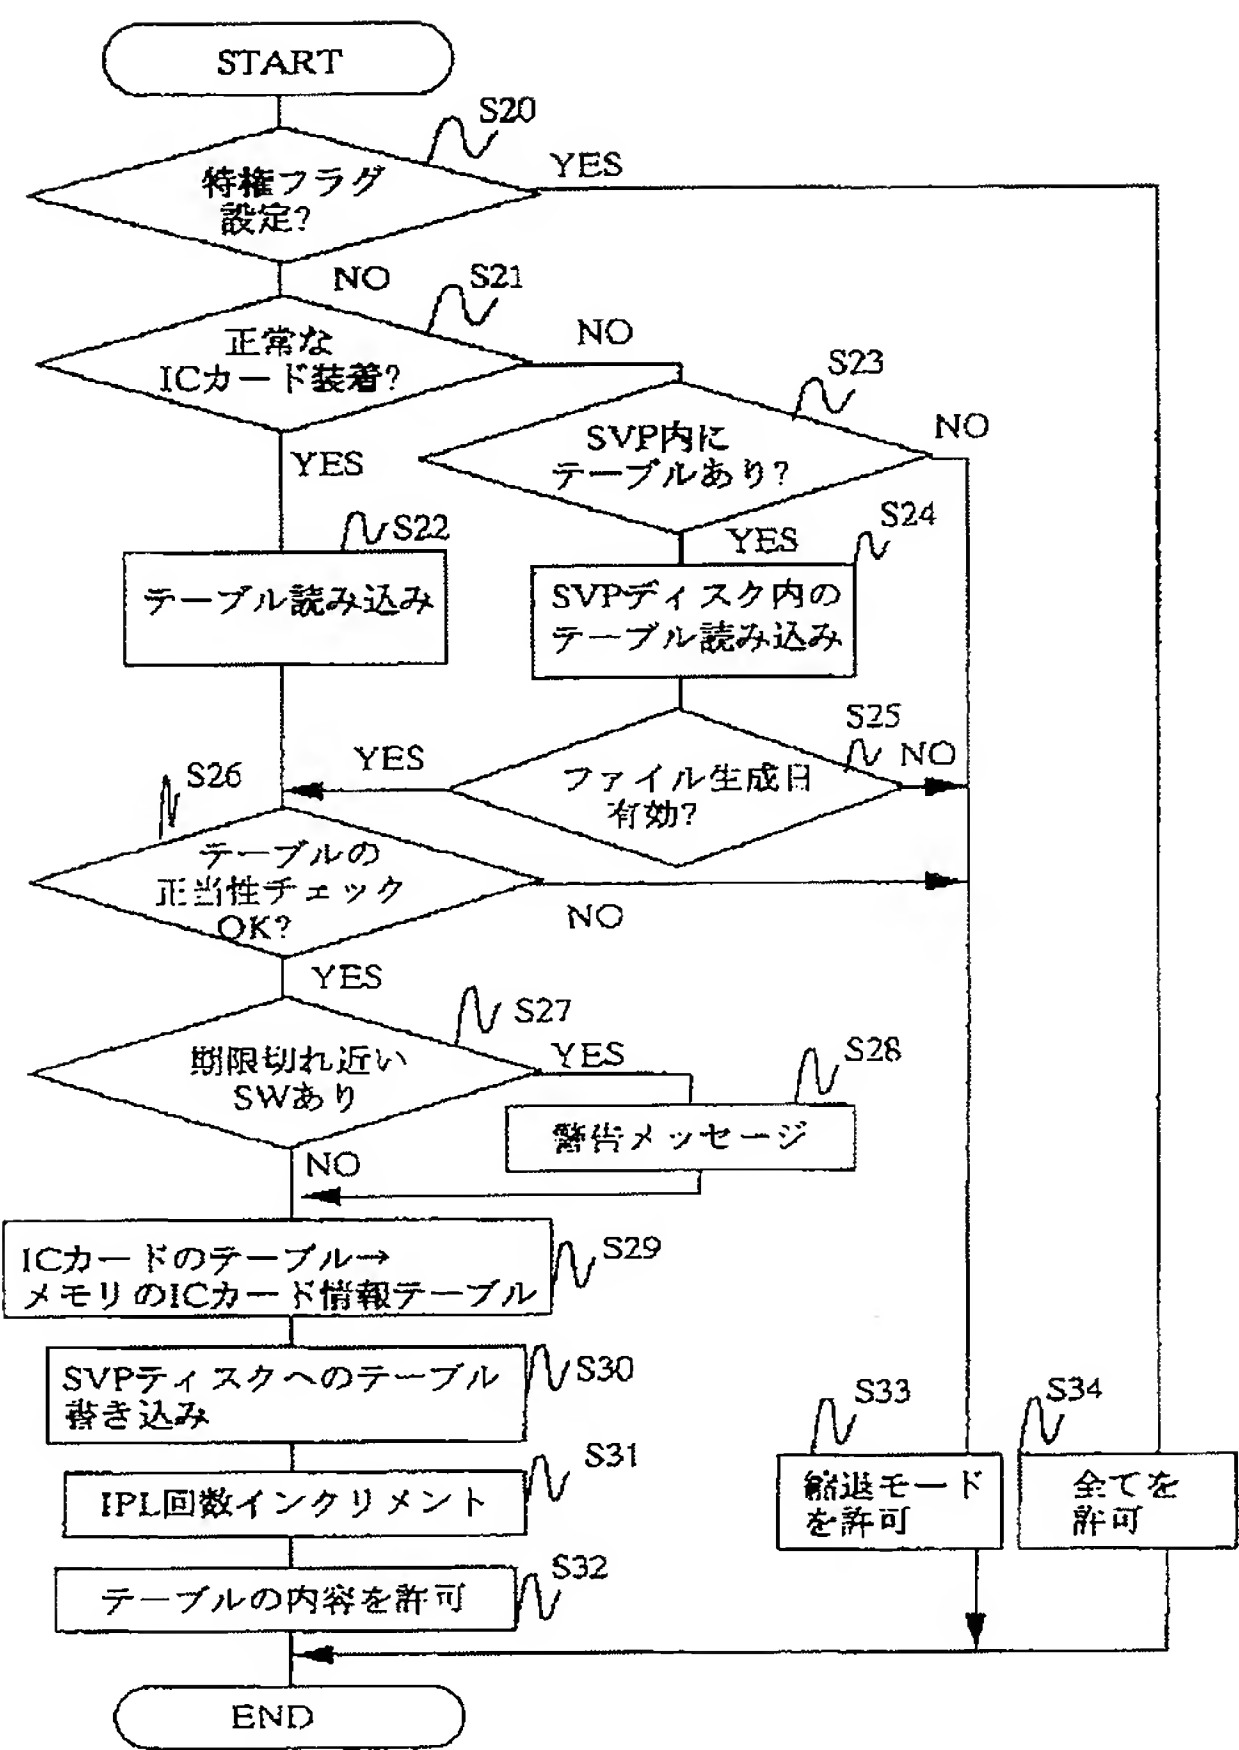 START
S20
特権フラグ
設定?
YES
NO
S21
正常な
ICカード装着?
NO
YES
S23
SVP内に
テーブルあり?
NO
YES
S22
テーブル読み込み
S24
SVPディスク内の
テーブル読み込み
S25
ファイル生成日
有効?
YES
NO
S26
テーブルの
正当性チェック
OK?
NO
YES
S27
期限切れ近い
SWあり
YES
NO
S28
警告メッセージ
S29
ICカードのテーブル→
メモリのICカード情報テーブル
S30
SVPディスクへのテーブル
書き込み
S31
IPL回数インクリメント
S32
テーブルの内容を許可
S33
縮退モード
を許可
S34
全てを
許可
END